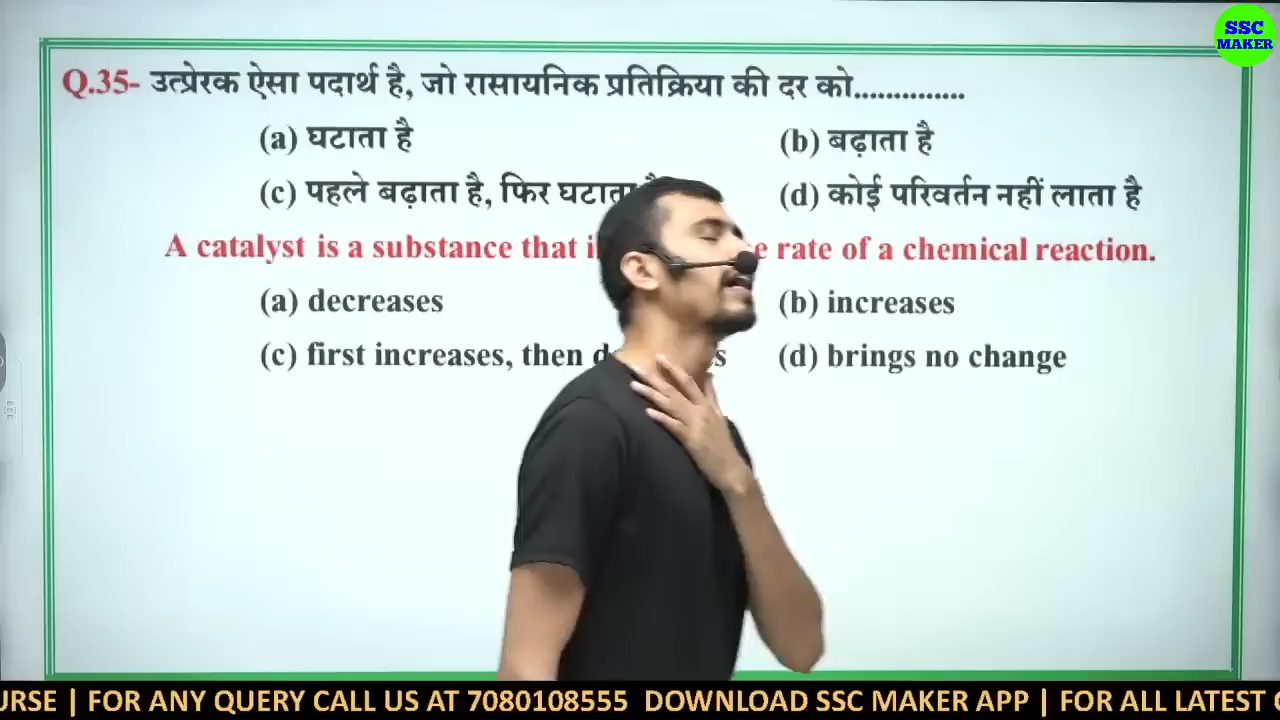 SSC
MAKER
Q.35- उत्प्रेरक ऐसा पदार्थ है, जो रासायनिक प्रतिक्रिया की दर को..............
(a) घटाता है
(b) बढ़ाता है
(c) पहले बढ़ाता है, फिर घटाता
(d) कोई परिवर्तन नहीं लाता है
A catalyst is a substance that rate of a chemical reaction.
(a) decreases
(b) increases
(c) first increases, then
(d) brings no change
| FOR ANY QUERY CALL US AT 7080108555 DOWNLOAD SSC MAKER APP | FOR ALL LATEST